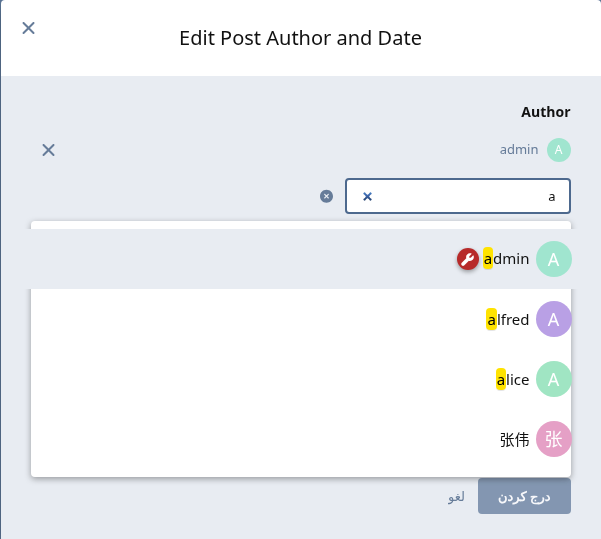 Edit Post Author and Date
Author
admin A
a
admin A
alfred A
alice A
张伟 张
درج کردن لغو